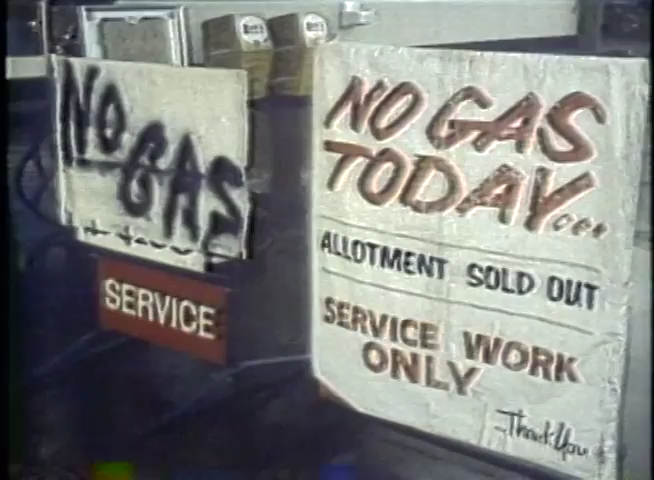 NO
GAS
SERVICE
NO GAS
TODAY...
ALLOTMENT SOLD OUT
SERVICE WORK
ONLY
Thank You